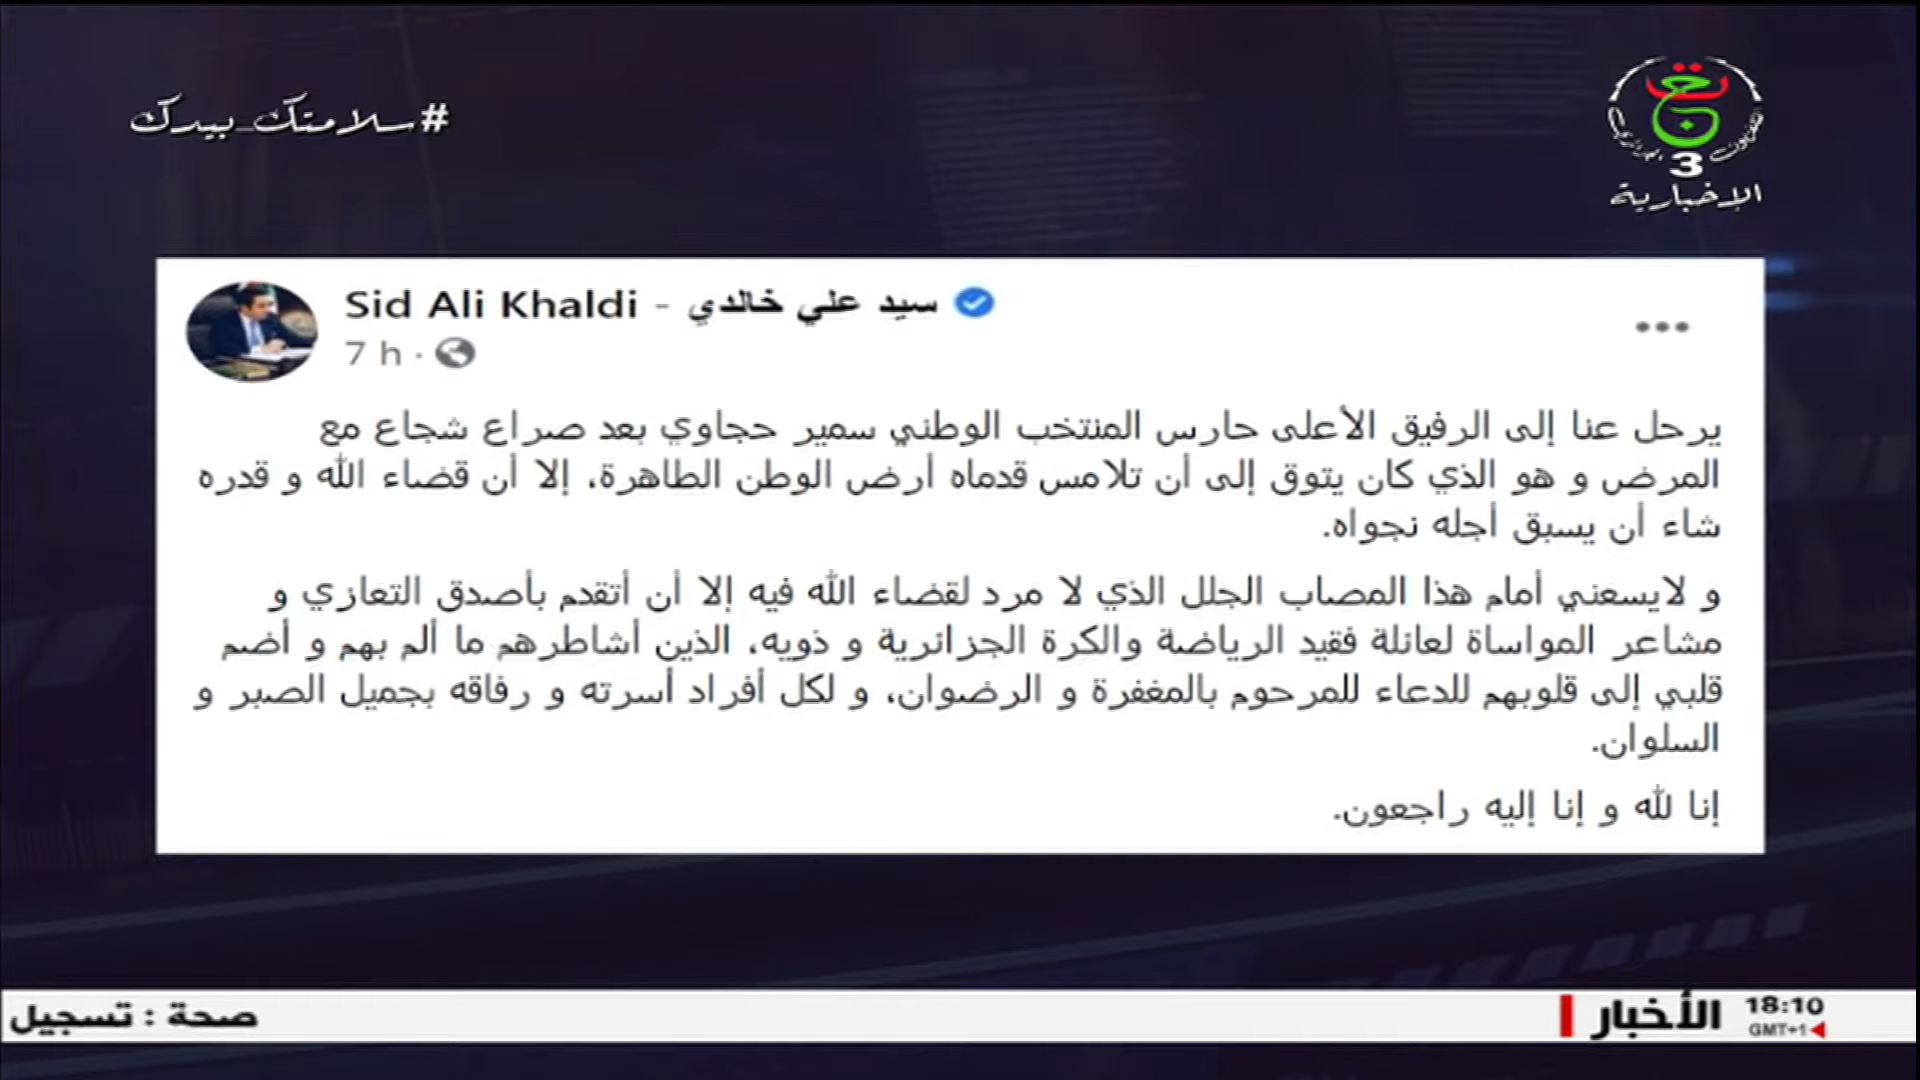 #سلامتك_بيدك
3
الإخبارية
Sid Ali Khaldi - سيد علي خالدي
7 h ·
يرحل عنا إلى الرفيق الأعلى حارس المنتخب الوطني سمير حجاوي بعد صراع شجاع مع
المرض و هو الذي كان يتوق إلى أن تلامس قدماه أرض الوطن الطاهرة، إلا أن قضاء الله و قدره
شاء أن يسبق أجله نجواه.
و لايسعني أمام هذا المصاب الجلل الذي لا مرد لقضاء الله فيه إلا أن أتقدم بأصدق التعازي و
مشاعر المواساة لعائلة فقيد الرياضة والكرة الجزائرية و ذويه، الذين أشاطرهم ما ألم بهم و أضم
قلبي إلى قلوبهم للدعاء للمرحوم بالمغفرة و الرضوان، و لكل أفراد أسرته و رفاقه بجميل الصبر و
السلوان.
إنا لله و إنا إليه راجعون.
18:10
GMT+1
الأخبار
صحة : تسجيل